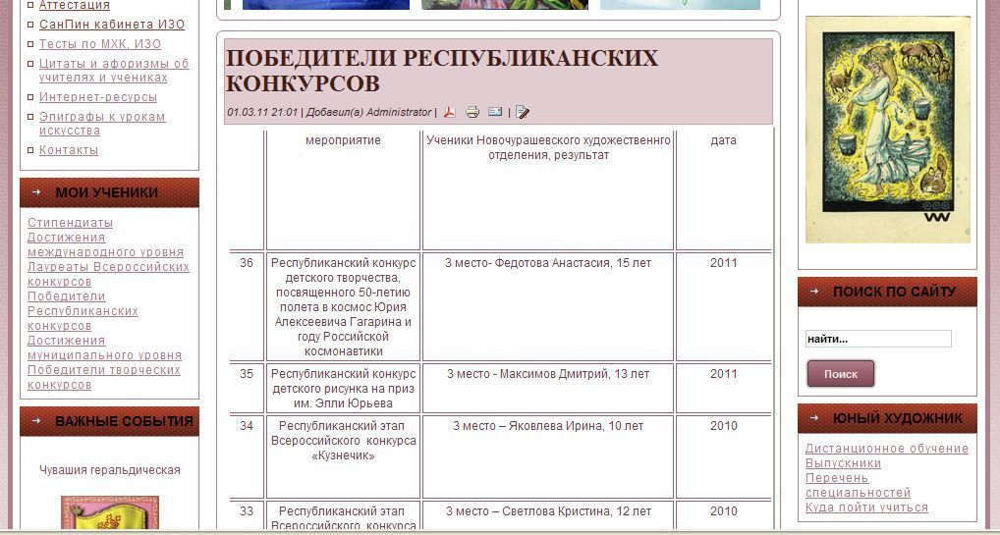 Аттестация
СанПин кабинета ИЗО
Тесты по МХК, ИЗО
Цитаты и афоризмы об
учителях и учениках
Интернет-ресурсы
Эпиграфы к урокам
искусства
Контакты
МОИ УЧЕНИКИ
Стипендиаты
Достижения
международного уровня
Лауреаты Всероссийских
конкурсов
Победители
Республиканских
конкурсов
Достижения
муниципального уровня
Победители творческих
конкурсов
ВАЖНЫЕ СОБЫТИЯ
Чувашия геральдическая
ПОБЕДИТЕЛИ РЕСПУБЛИКАНСКИХ
КОНКУРСОВ
01.03.11 21:01 | Добавил(а) Administrator | |
мероприятие
Ученики Новочурашевского художественнго
отделения, результат
дата
36
Республиканский конкурс
детского творчества,
посвященного 50-летию
полета в космос Юрия
Алексеевича Гагарина и
году Российской
космонавтики
3 место- Федотова Анастасия, 15 лет
2011
35
Республиканский конкурс
детского рисунка на приз
им. Элли Юрьева
3 место - Максимов Дмитрий, 13 лет
2011
34
Республиканский этап
Всероссийского конкурса
«Кузнечик»
3 место – Яковлева Ирина, 10 лет
2010
33
Республиканский этап
Всероссийского конкурса
3 место – Светлова Кристина, 12 лет
2010
ПОИСК ПО САЙТУ
найти...
Поиск
ЮНЫЙ ХУДОЖНИК
Дистанционное обучение
Выпускники
Перечень
специальностей
Куда пойти учиться